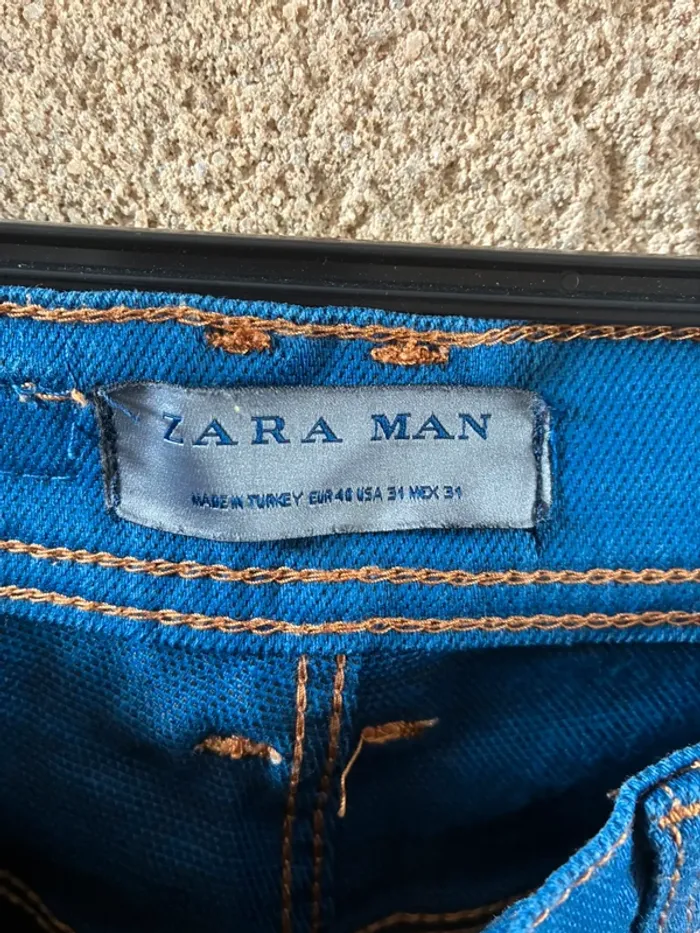 ZARA MAN
MADE IN TURKEY EUR 40 USA 31 MEX 31